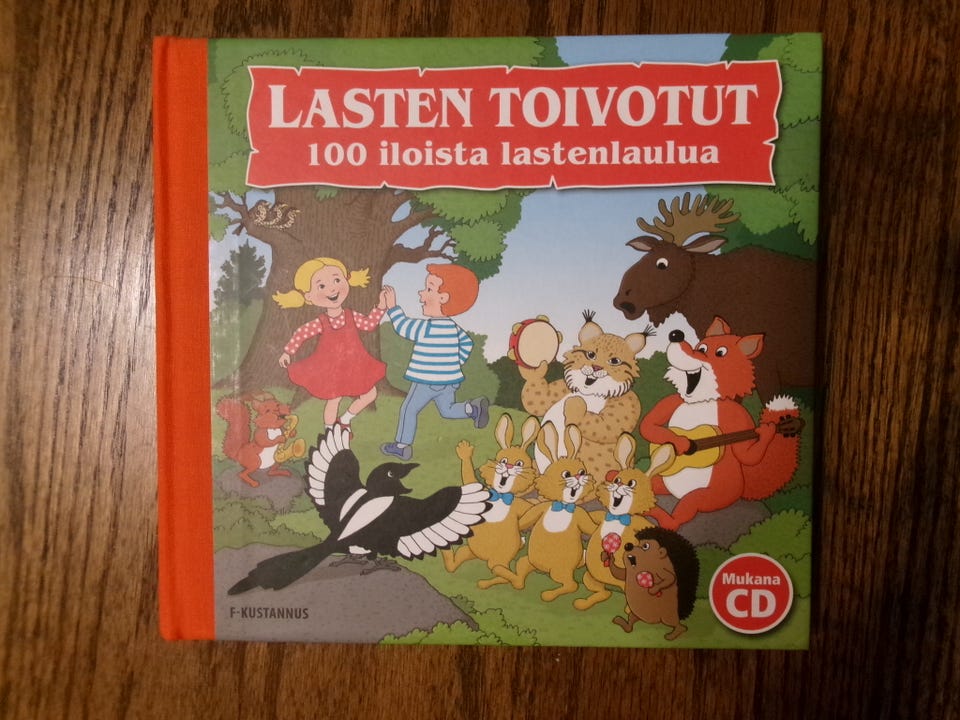 LASTEN TOIVOTUT
100 iloista lastenlaulua
Mukana
CD
F-KUSTANNUS